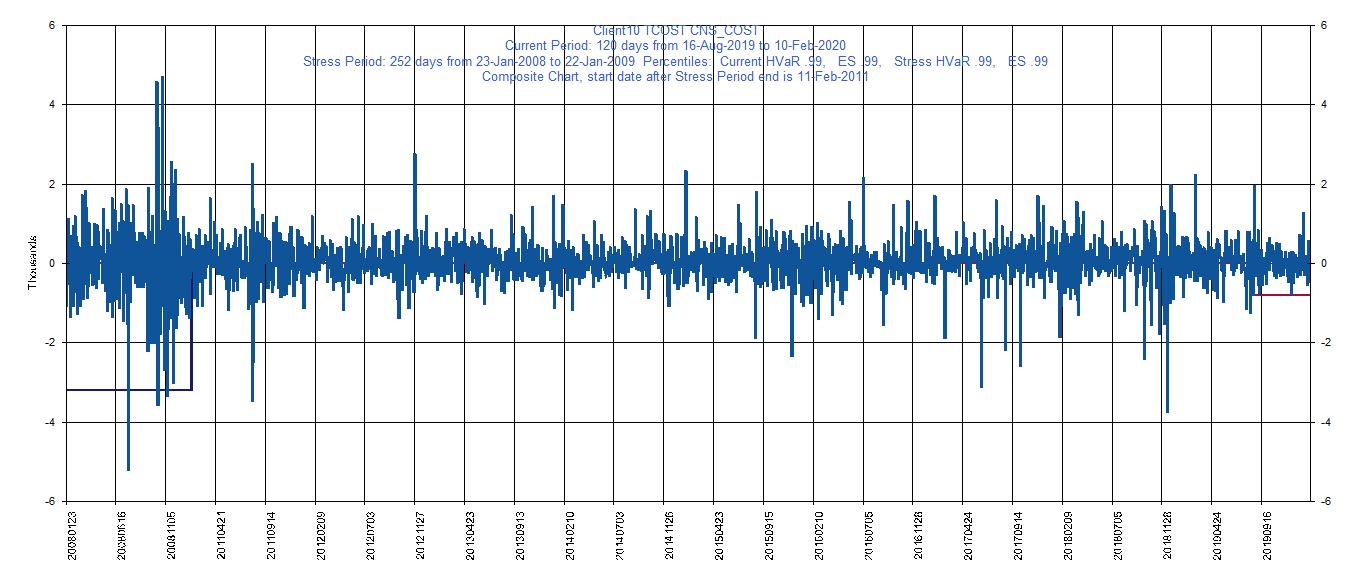 Client10 TCOST CNS_COST
Current Period: 120 days from 16-Aug-2019 to 10-Feb-2020
Stress Period: 252 days from 23-Jan-2008 to 22-Jan-2009 Percentiles: Current HVaR .99, ES .99, Stress HVaR .99, ES .99
Composite Chart, start date after Stress Period end is 11-Feb-2011
6 6
4 4
2 2
0 0
-2 -2
-4 -4
-6 -6
Thousands
20080123 20080616 20081105 20110421 20110914 20120209 20120703 20121127 20130423 20130913 20140210 20140703 20141126 20150423 20150915 20160210 20160705 20161128 20170424 20170914 20180209 20180705 20181128 20190424 20190916